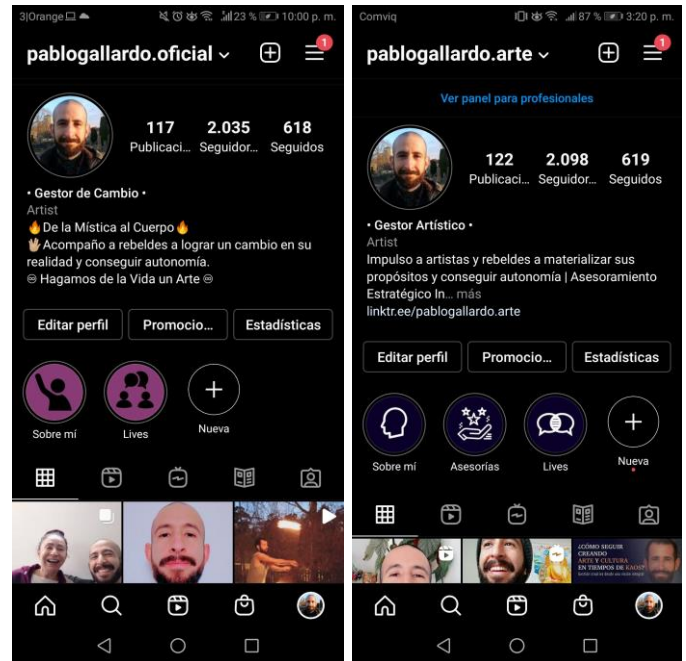 3|Orange 23 % 10:00 p. m.
pablogallardo.oficial
1
117 2.035 618
Publicaci... Seguidor... Seguidos
• Gestor de Cambio •
Artist
🔥De la Mística al Cuerpo🔥
🖖Acompaño a rebeldes a lograr un cambio en su
realidad y conseguir autonomía.
♾ Hagamos de la Vida un Arte ♾
Editar perfil Promocio... Estadísticas
Sobre mí Lives Nueva
Comviq 87 % 3:20 p. m.
pablogallardo.arte
1
Ver panel para profesionales
122 2.098 619
Publicaci... Seguidor... Seguidos
• Gestor Artístico •
Artist
Impulso a artistas y rebeldes a materializar sus
propósitos y conseguir autonomía | Asesoramiento
Estratégico In... más
linktr.ee/pablogallardo.arte
Editar perfil Promocio... Estadísticas
Sobre mí Asesorías Lives Nueva
¿CÓMO SEGUIR
CREANDO
ARTE Y CULTURA
EN TIEMPOS DE KAOS?